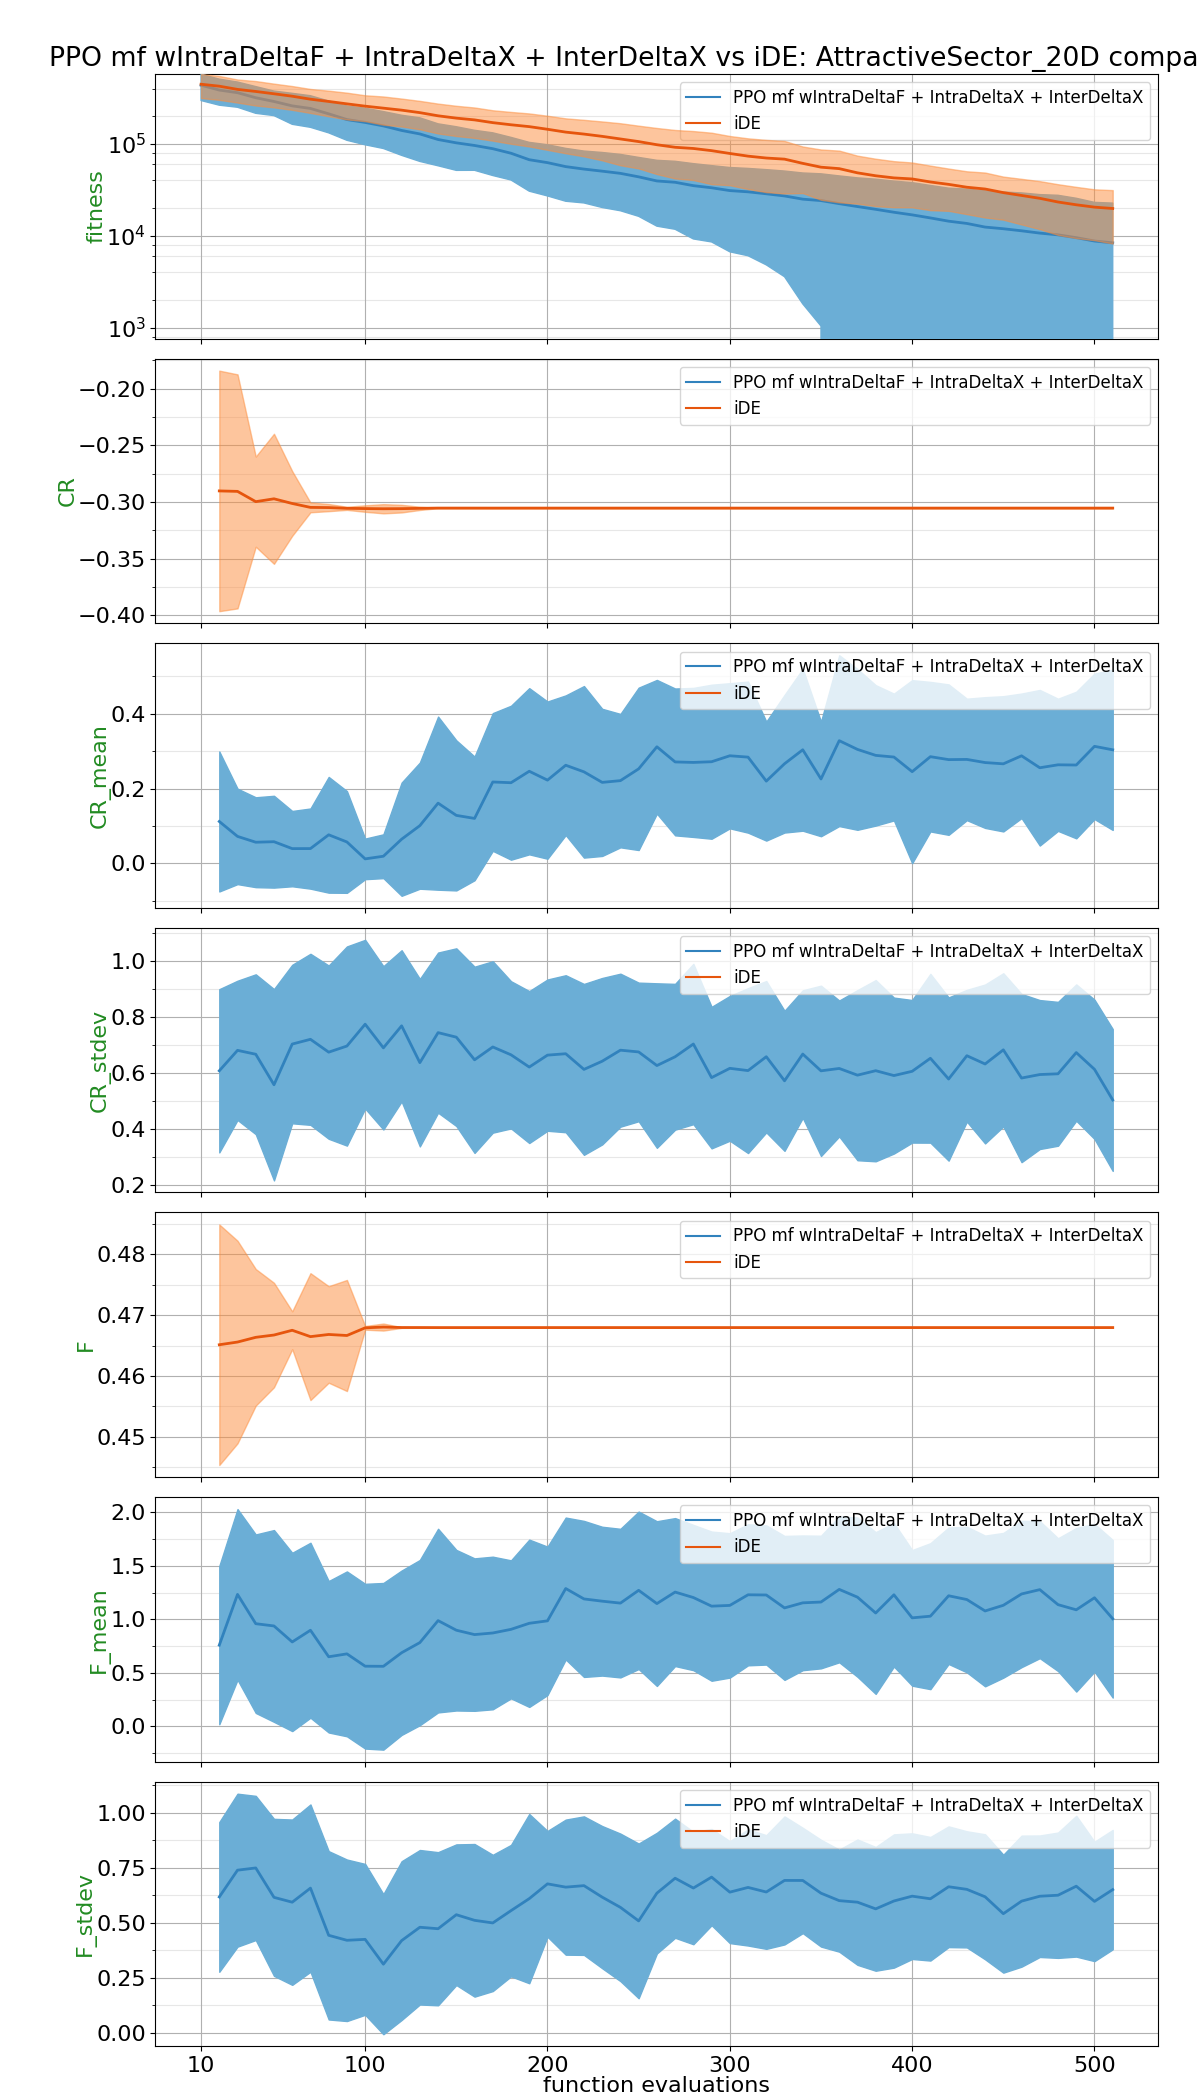 PPO mf wIntraDeltaF + IntraDeltaX + InterDeltaX vs iDE: AttractiveSector_20D compa
PPO mf wIntraDeltaF + IntraDeltaX + InterDeltaX
iDE
fitness
10^5
10^4
10^3
PPO mf wIntraDeltaF + IntraDeltaX + InterDeltaX
iDE
CR
−0.20
−0.25
−0.30
−0.35
−0.40
PPO mf wIntraDeltaF + IntraDeltaX + InterDeltaX
iDE
CR_mean
0.4
0.2
0.0
PPO mf wIntraDeltaF + IntraDeltaX + InterDeltaX
iDE
CR_stdev
1.0
0.8
0.6
0.4
0.2
PPO mf wIntraDeltaF + IntraDeltaX + InterDeltaX
iDE
F
0.48
0.47
0.46
0.45
PPO mf wIntraDeltaF + IntraDeltaX + InterDeltaX
iDE
F_mean
2.0
1.5
1.0
0.5
0.0
PPO mf wIntraDeltaF + IntraDeltaX + InterDeltaX
iDE
F_stdev
1.00
0.75
0.50
0.25
0.00
10 100 200 300 400 500
function evaluations